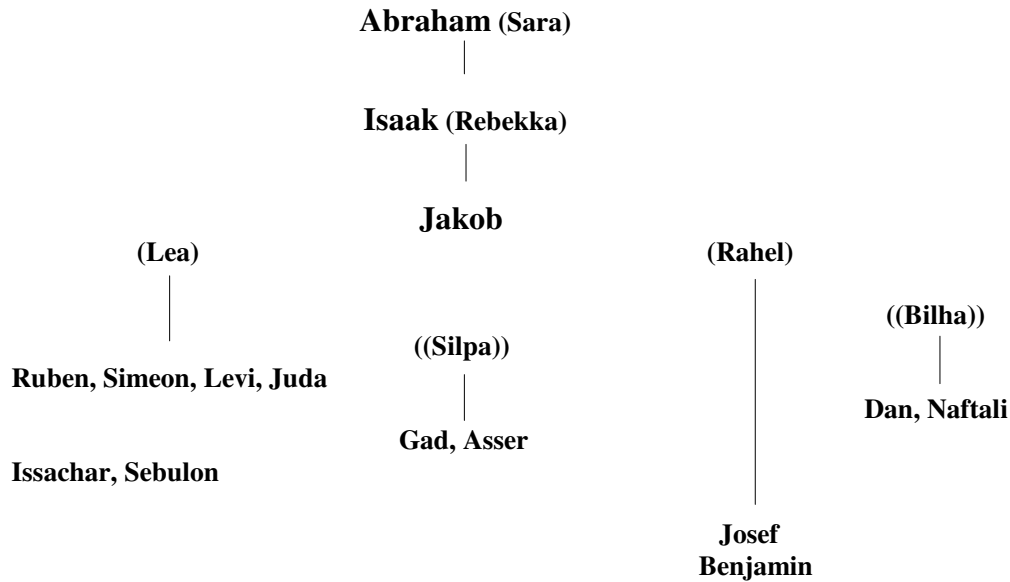 Abraham (Sara)
Isaak (Rebekka)
Jakob
(Lea)
(Rahel)
((Bilha))
((Silpa))
Ruben, Simeon, Levi, Juda
Dan, Naftali
Gad, Asser
Issachar, Sebulon
Josef
Benjamin